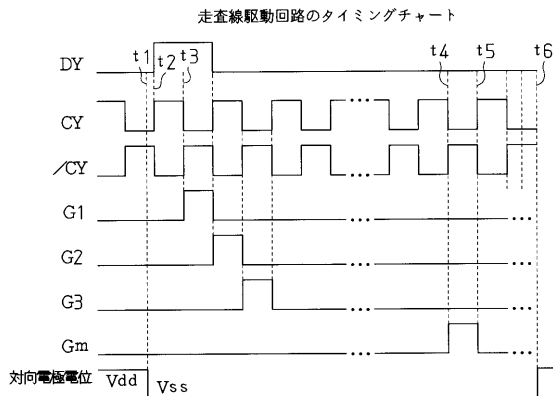 走査線駆動回路のタイミングチャート
t1
t2
t3
t4
t5
t6
DY
CY
/CY
G1
G2
G3
Gm
対向電極電位
Vdd
Vss